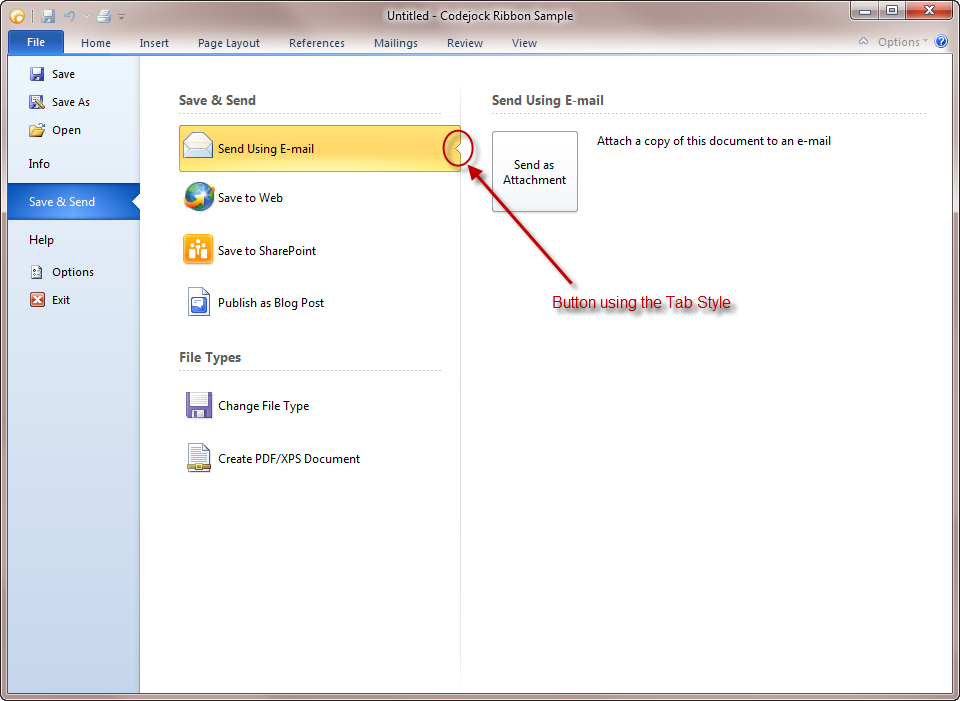 Untitled - Codejock Ribbon Sample
File
Home
Insert
Page Layout
References
Mailings
Review
View
Options
Save
Save As
Open
Info
Save & Send
Help
Options
Exit
Save & Send
Send Using E-mail
Save to Web
Save to SharePoint
Publish as Blog Post
File Types
Change File Type
Create PDF/XPS Document
Send Using E-mail
Send as
Attachment
Attach a copy of this document to an e-mail
Button using the Tab Style